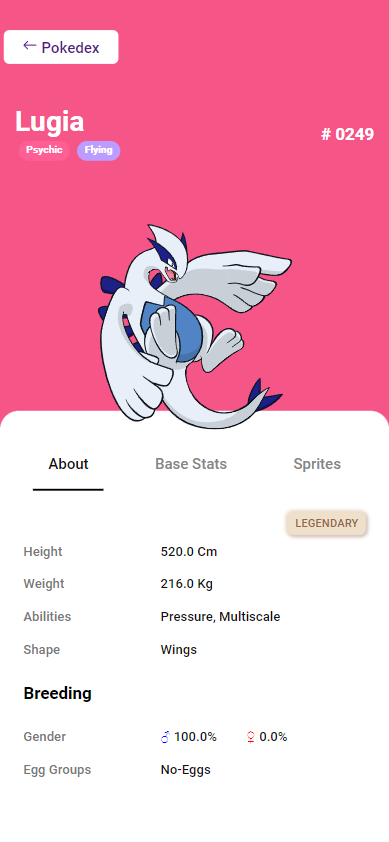 ← Pokedex
Lugia
# 0249
Psychic Flying
About Base Stats Sprites
LEGENDARY
Height 520.0 Cm
Weight 216.0 Kg
Abilities Pressure, Multiscale
Shape Wings
Breeding
Gender ♂ 100.0% ♀ 0.0%
Egg Groups No-Eggs